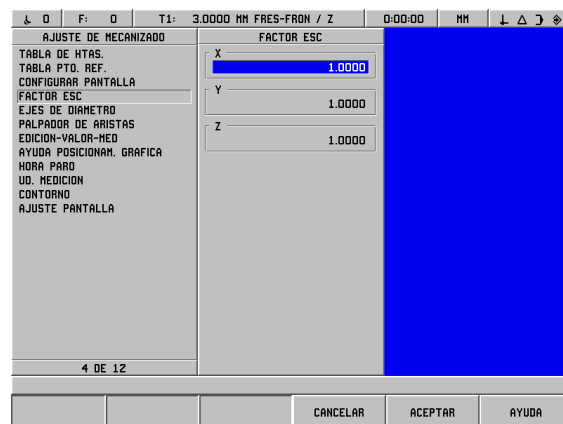 0 F: 0 T1: 3.0000 MM FRES-FRON / Z 0:00:00 MM
AJUSTE DE MECANIZADO
TABLA DE HTAS.
TABLA PTO. REF.
CONFIGURAR PANTALLA
FACTOR ESC
EJES DE DIAMETRO
PALPADOR DE ARISTAS
EDICION-VALOR-MED
AYUDA POSICIONAM. GRAFICA
HORA PARO
UD. MEDICION
CONTORNO
AJUSTE PANTALLA
4 DE 12
FACTOR ESC
X
1.0000
Y
1.0000
Z
1.0000
CANCELAR ACEPTAR AYUDA